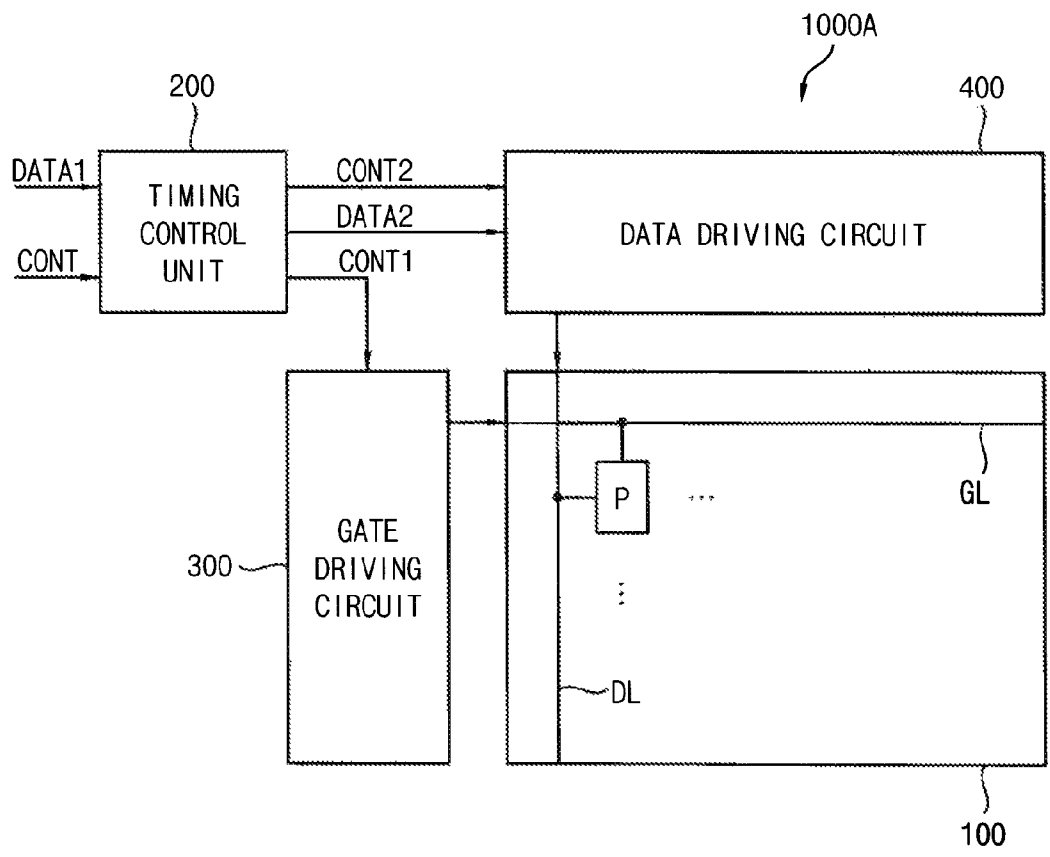 1000A
200
400
DATA1
CONT
TIMING
CONTROL
UNIT
CONT2
DATA2
CONT1
DATA DRIVING CIRCUIT
GATE
DRIVING
CIRCUIT
300
P
...
GL
...
DL
100